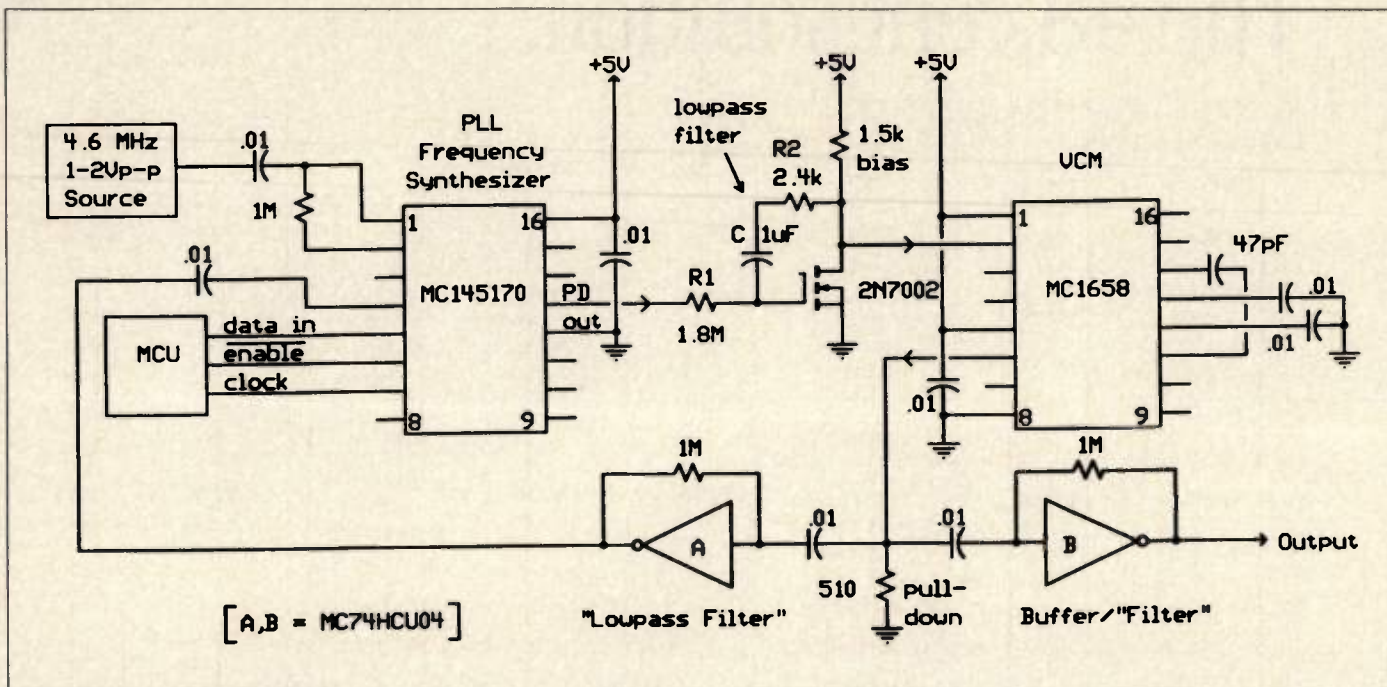 +5V
+5V
+5V
lowpass
filter
4.6 MHz
1-2Vp-p
Source
.01
1M
PLL
Frequency
Synthesizer
1.5k
bias
R2
2.4k
VCM
1
16
.01
C 1uF
1
16
47pF
.01
MC145170
PD
out
R1
1.8M
2N7002
MC1658
.01
.01
MCU
data in
enable
clock
8
9
.01
8
9
1M
1M
A
.01
.01
B
Output
510
pull-
down
[A,B = MC74HCU04]
"Lowpass Filter"
Buffer/"Filter"